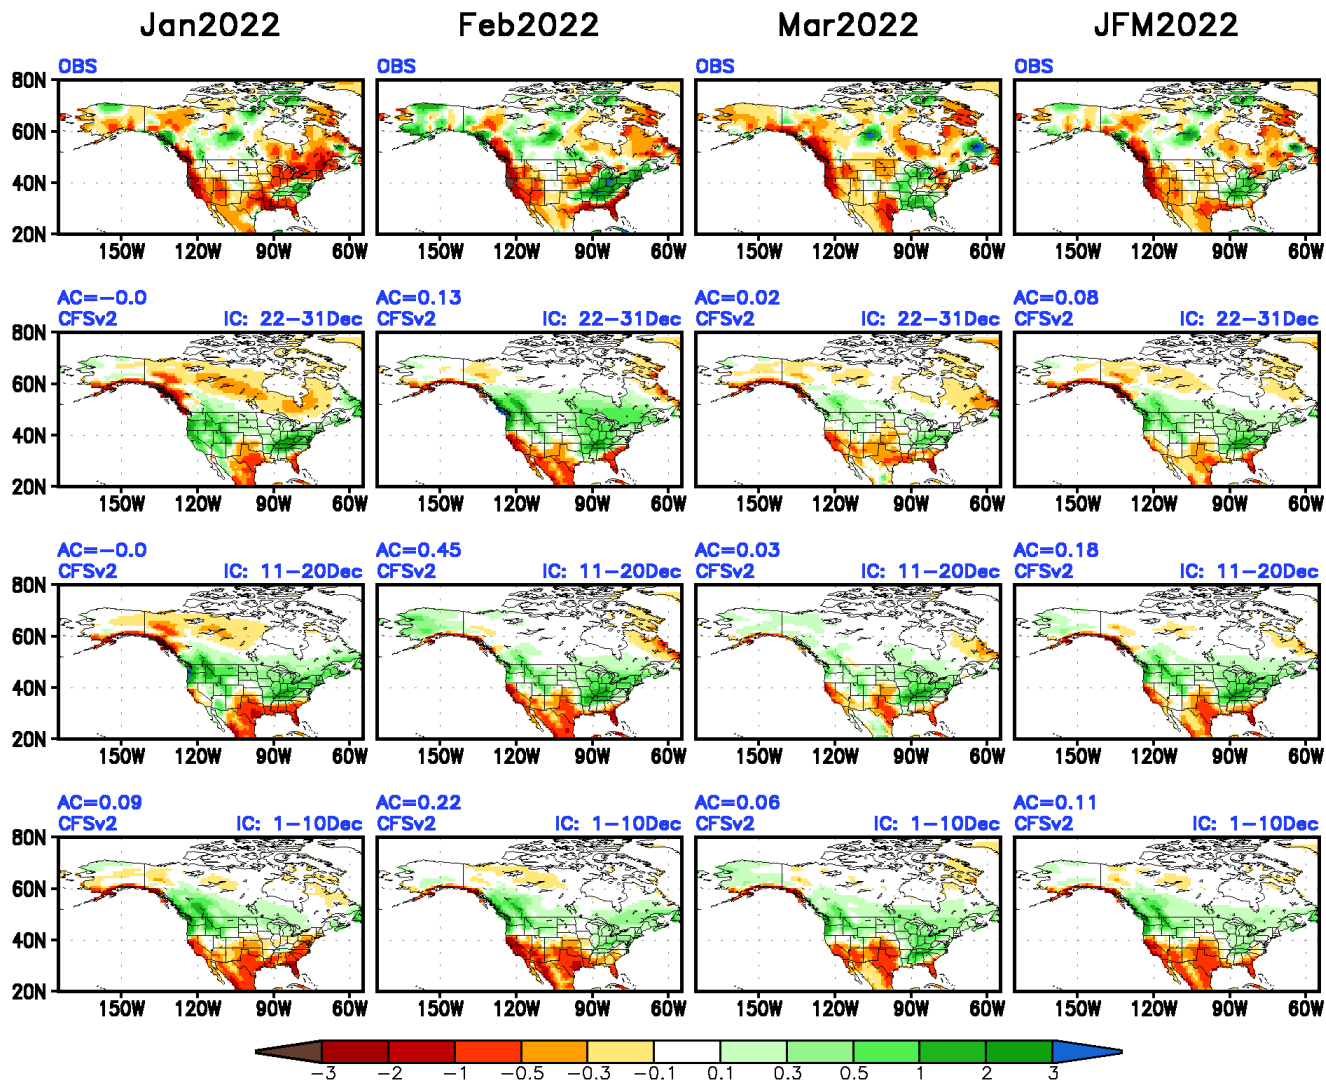 Jan2022 Feb2022 Mar2022 JFM2022
OBS OBS OBS OBS
80N
60N
40N
20N
150W 120W 90W 60W 150W 120W 90W 60W 150W 120W 90W 60W 150W 120W 90W 60W
AC=-0.0 AC=0.13 AC=0.02 AC=0.08
CFSv2 IC: 22-31Dec CFSv2 IC: 22-31Dec CFSv2 IC: 22-31Dec CFSv2 IC: 22-31Dec
80N
60N
40N
20N
150W 120W 90W 60W 150W 120W 90W 60W 150W 120W 90W 60W 150W 120W 90W 60W
AC=-0.0 AC=0.45 AC=0.03 AC=0.18
CFSv2 IC: 11-20Dec CFSv2 IC: 11-20Dec CFSv2 IC: 11-20Dec CFSv2 IC: 11-20Dec
80N
60N
40N
20N
150W 120W 90W 60W 150W 120W 90W 60W 150W 120W 90W 60W 150W 120W 90W 60W
AC=0.09 AC=0.22 AC=0.06 AC=0.11
CFSv2 IC: 1-10Dec CFSv2 IC: 1-10Dec CFSv2 IC: 1-10Dec CFSv2 IC: 1-10Dec
80N
60N
40N
20N
150W 120W 90W 60W 150W 120W 90W 60W 150W 120W 90W 60W 150W 120W 90W 60W
-3 -2 -1 -0.5 -0.3 -0.1 0.1 0.3 0.5 1 2 3